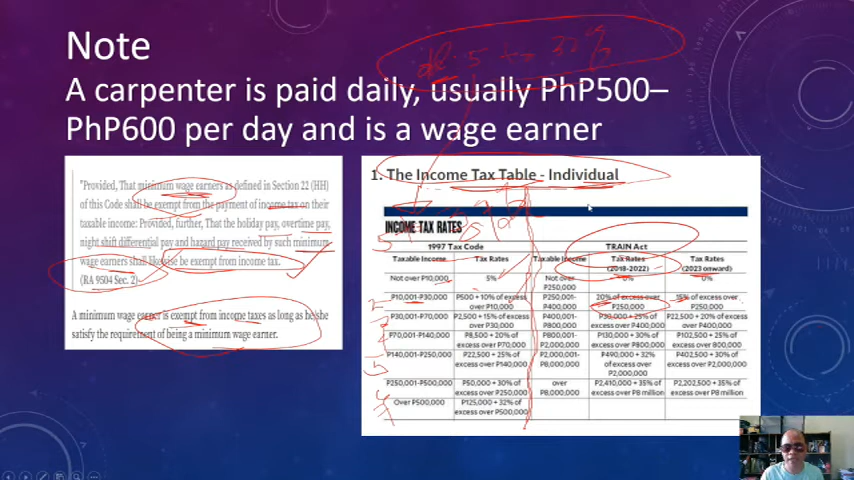 Note
A carpenter is paid daily, usually PhP500–
PhP600 per day and is a wage earner
"Provided, That minimum wage earners as defined in Section 22 (HH)
of this Code shall be exempt from the payment of income tax on their
taxable income: Provided, further, That the holiday pay, overtime pay,
night shift differential pay and hazard pay received by such minimum
wage earners shall likewise be exempt from income tax.
(RA 9504 Sec. 2)
A minimum wage earner is exempt from income taxes as long as he/she
satisfy the requirement of being a minimum wage earner.
de 5 to 32%
1. The Income Tax Table - Individual
INCOME TAX RATES
1997 Tax Code TRAIN Act
Taxable Income Tax Rates Taxable Income Tax Rates (2018-2022) Tax Rates (2023 onward)
Not over P10,000 5% Not over P250,000 0% 0%
P10,001-P30,000 P500 + 10% of excess over P10,000 P250,001-P400,000 20% of excess over P250,000 15% of excess over P250,000
P30,001-P70,000 P2,500 + 15% of excess over P30,000 P400,001-P800,000 P30,000 + 25% of excess over P400,000 P22,500 + 20% of excess over P400,000
P70,001-P140,000 P8,500 + 20% of excess over P70,000 P800,001-P2,000,000 P130,000 + 30% of excess over P800,000 P102,500 + 25% of excess over 800,000
P140,001-P250,000 P22,500 + 25% of excess over P140,000 P2,000,001-P8,000,000 P490,000 + 32% of excess over P2,000,000 P402,500 + 30% of excess over P2,000,000
P250,001-P500,000 P50,000 + 30% of excess over P250,000 over P8,000,000 P2,410,000 + 35% of excess over P8 million P2,202,500 + 35% of excess over P8 million
Over P500,000 P125,000 + 32% of excess over P500,000